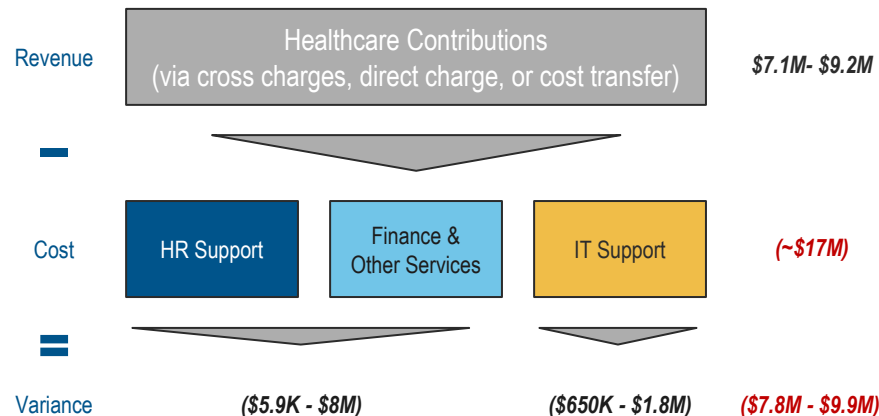 Revenue
Healthcare Contributions
(via cross charges, direct charge, or cost transfer)
$7.1M- $9.2M
Cost
HR Support
Finance &
Other Services
IT Support
(~$17M)
Variance
($5.9K - $8M)
($650K - $1.8M)
($7.8M - $9.9M)